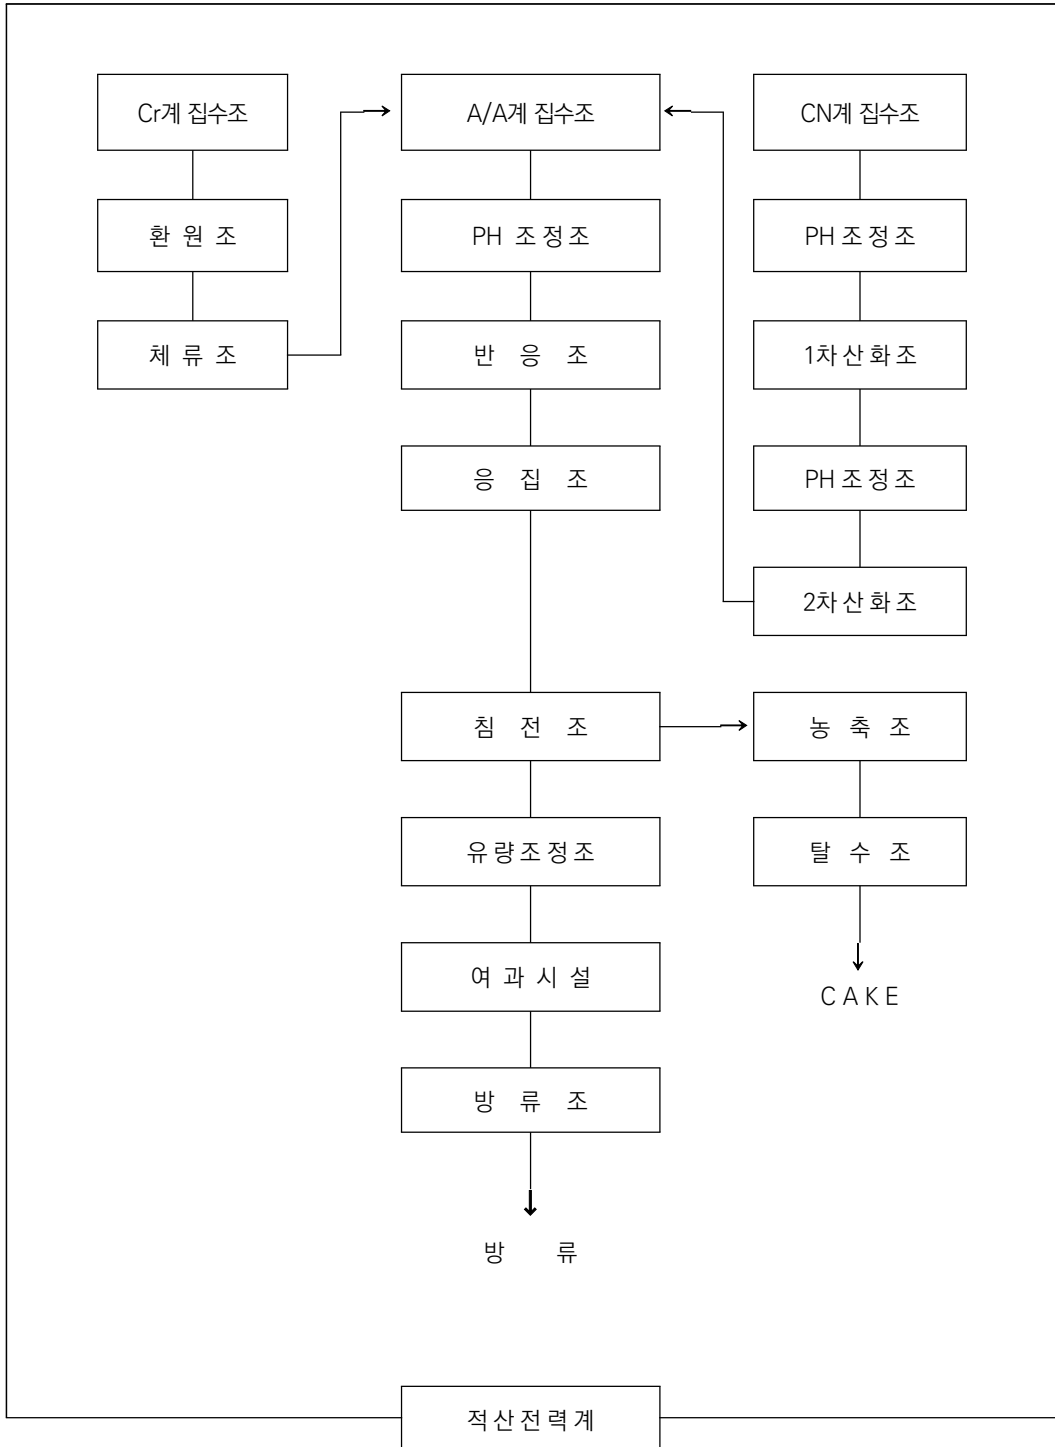 Cr계 집수조
A/A계 집수조
CN계 집수조
환 원 조
PH 조정조
PH 조정조
체 류 조
반 응 조
1차산화조
응 집 조
PH 조정조
2차산화조
침 전 조
농 축 조
유량조정조
탈 수 조
여과시설
CAKE
방 류 조
방 류
적산전력계